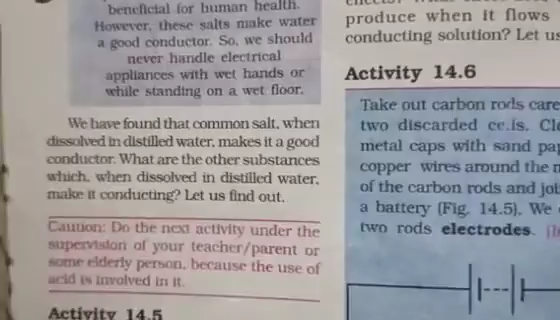 beneficial for human health.
However, these salts make water
a good conductor. So, we should
never handle electrical
appliances with wet hands or
while standing on a wet floor.
We have found that common salt, when
dissolved in distilled water, makes it a good
conductor. What are the other substances
which, when dissolved in distilled water,
make it conducting? Let us find out.
Caution: Do the next activity under the
supervision of your teacher/parent or
some elderly person, because the use of
acid is involved in it.
Activity 14.5
produce when it flows
conducting solution? Let us
Activity 14.6
Take out carbon rods care
two discarded
metal caps with sand pap
copper wires around the m
of the carbon rods and joi
a battery (Fig. 14.5). We
two rods electrodes.